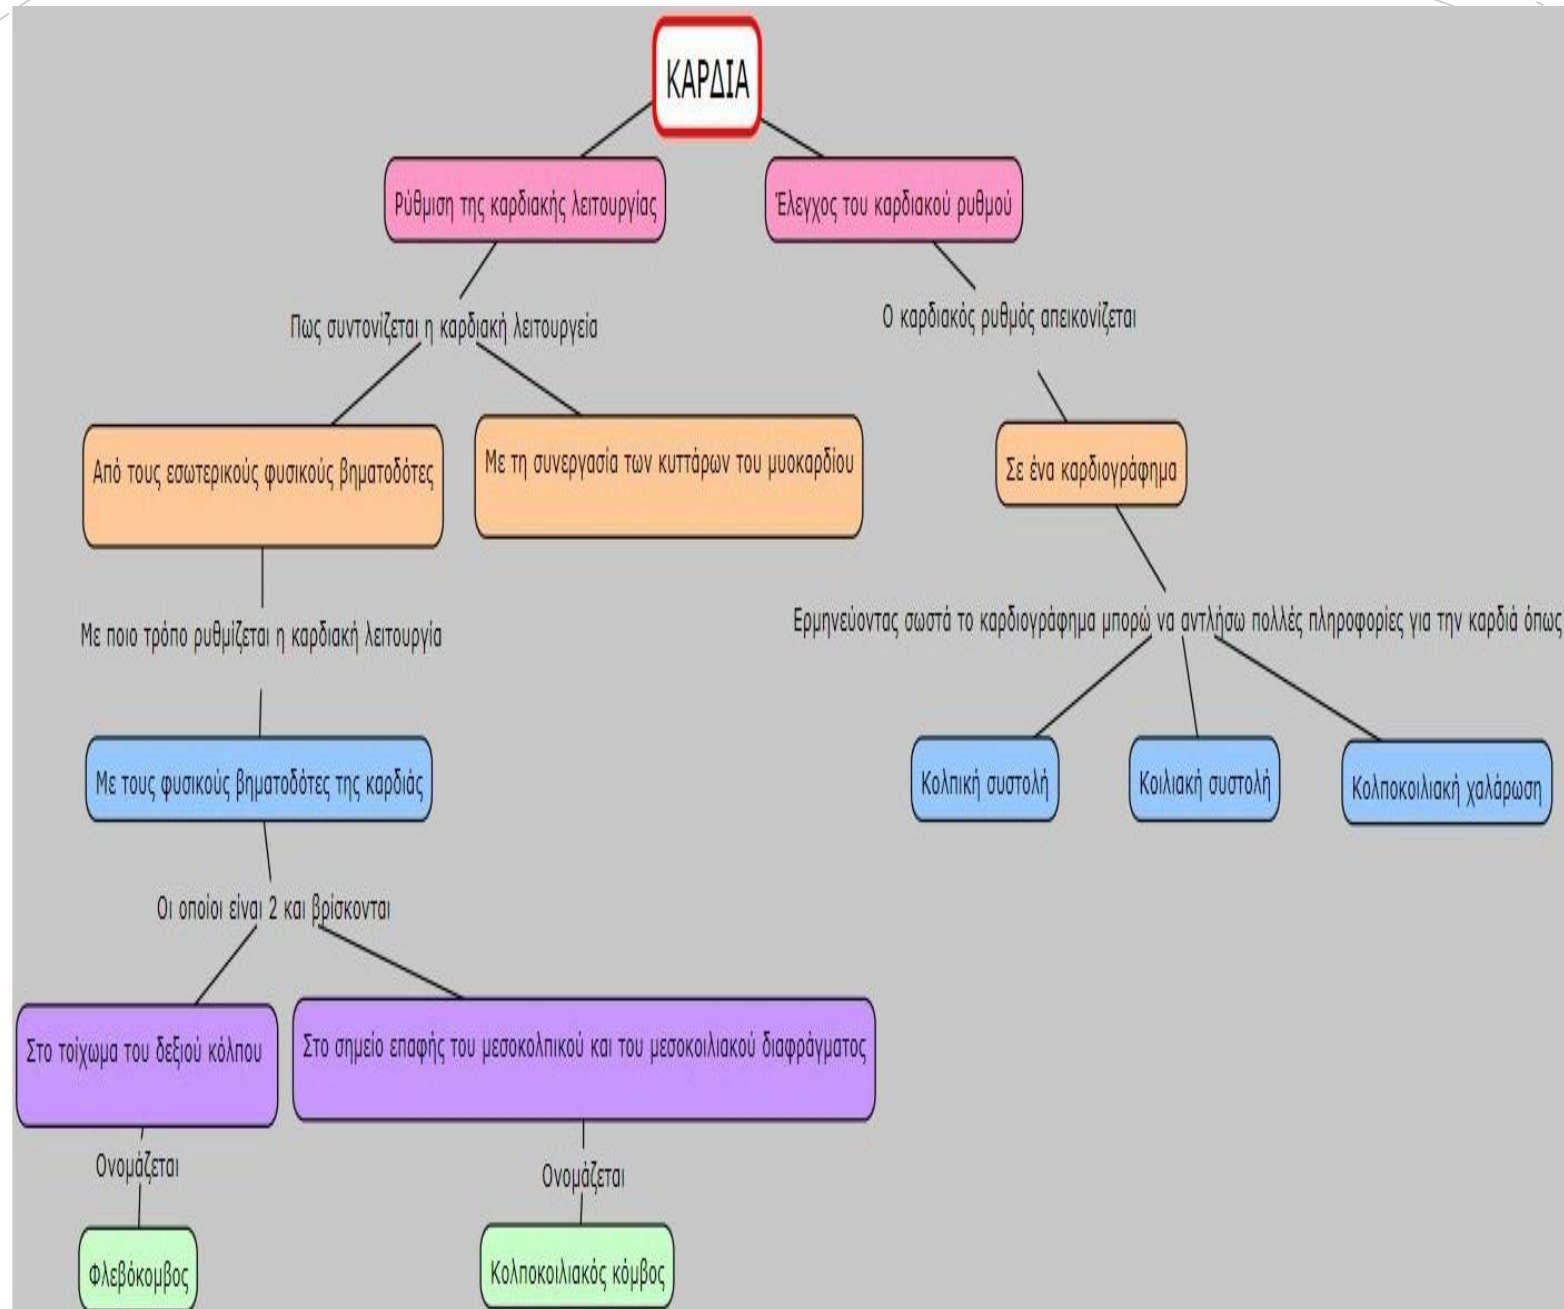 ΚΑΡΔΙΑ
Ρύθμιση της καρδιακής λειτουργίας
Έλεγχος του καρδιακού ρυθμού
Πως συντονίζεται η καρδιακή λειτουργεία
Ο καρδιακός ρυθμός απεικονίζεται
Από τους εσωτερικούς φυσικούς βηματοδότες
Με τη συνεργασία των κυττάρων του μυοκαρδίου
Σε ένα καρδιογράφημα
Με ποιο τρόπο ρυθμίζεται η καρδιακή λειτουργία
Ερμηνεύοντας σωστά το καρδιογράφημα μπορώ να αντλήσω πολλές πληροφορίες για την καρδιά όπως
Με τους φυσικούς βηματοδότες της καρδιάς
Κολπική συστολή
Κοιλιακή συστολή
Κολποκοιλιακή χαλάρωση
Οι οποίοι είναι 2 και βρίσκονται
Στο τοίχωμα του δεξιού κόλπου
Στο σημείο επαφής του μεσοκολπικού και του μεσοκοιλιακού διαφράγματος
Ονομάζεται
Ονομάζεται
Φλεβόκομβος
Κολποκοιλιακός κόμβος